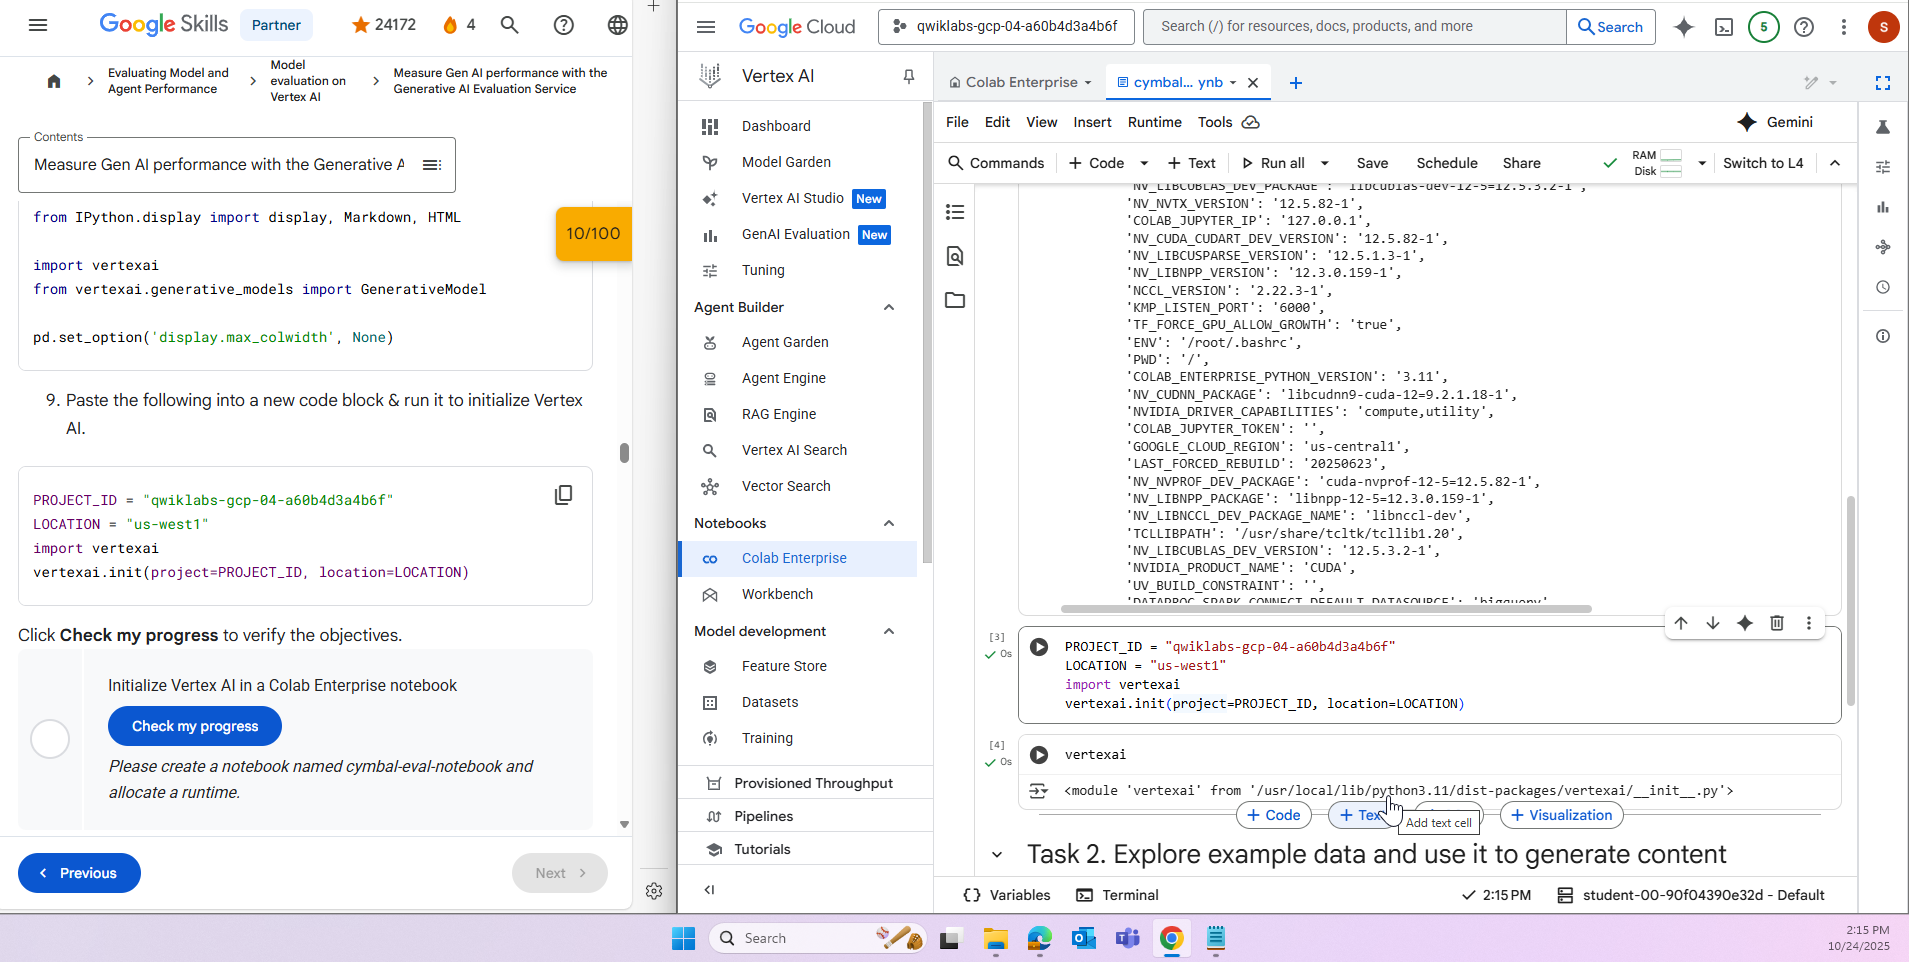 Google Skills
Partner
24172
4
Evaluating Model and
Agent Performance
Model
evaluation on
Vertex AI
Measure Gen AI performance with the
Generative AI Evaluation Service
Contents
Measure Gen AI performance with the Generative A
from IPython.display import display, Markdown, HTML
10/100
import vertexai
from vertexai.generative_models import GenerativeModel
pd.set_option('display.max_colwidth', None)
9. Paste the following into a new code block & run it to initialize Vertex
AI.
PROJECT_ID = "qwiklabs-gcp-04-a60b4d3a4b6f"
LOCATION = "us-west1"
import vertexai
vertexai.init(project=PROJECT_ID, location=LOCATION)
Click Check my progress to verify the objectives.
Initialize Vertex AI in a Colab Enterprise notebook
Check my progress
Please create a notebook named cymbal-eval-notebook and
allocate a runtime.
Previous
Next
Google Cloud
qwiklabs-gcp-04-a60b4d3a4b6f
Search (/) for resources, docs, products, and more
Search
5
S
Vertex AI
Dashboard
Model Garden
Vertex AI Studio New
GenAI Evaluation New
Tuning
Agent Builder
Agent Garden
Agent Engine
RAG Engine
Vertex AI Search
Vector Search
Notebooks
Colab Enterprise
Workbench
Model development
Feature Store
Datasets
Training
Provisioned Throughput
Pipelines
Tutorials
Colab Enterprise
cymbal... ynb
File Edit View Insert Runtime Tools
Gemini
Commands
+ Code
+ Text
Run all
Save
Schedule
Share
RAM
Disk
Switch to L4
'NV_LIBCUBLAS_DEV_PACKAGE': 'libcublas-dev-12-5=12.5.3.2-1',
'NV_NVTX_VERSION': '12.5.82-1',
'COLAB_JUPYTER_IP': '127.0.0.1',
'NV_CUDA_CUDART_DEV_VERSION': '12.5.82-1',
'NV_LIBCUSPARSE_VERSION': '12.5.1.3-1',
'NV_LIBNPP_VERSION': '12.3.0.159-1',
'NCCL_VERSION': '2.22.3-1',
'KMP_LISTEN_PORT': '6000',
'TF_FORCE_GPU_ALLOW_GROWTH': 'true',
'ENV': '/root/.bashrc',
'PWD': '/',
'COLAB_ENTERPRISE_PYTHON_VERSION': '3.11',
'NV_CUDNN_PACKAGE': 'libcudnn9-cuda-12=9.2.1.18-1',
'NVIDIA_DRIVER_CAPABILITIES': 'compute,utility',
'COLAB_JUPYTER_TOKEN': '',
'GOOGLE_CLOUD_REGION': 'us-central1',
'LAST_FORCED_REBUILD': '20250623',
'NV_NVPROF_DEV_PACKAGE': 'cuda-nvprof-12-5=12.5.82-1',
'NV_LIBNPP_PACKAGE': 'libnpp-12-5=12.3.0.159-1',
'NV_LIBNCCL_DEV_PACKAGE_NAME': 'libnccl-dev',
'TCLLIBPATH': '/usr/share/tcltk/tcllib1.20',
'NV_LIBCUBLAS_DEV_VERSION': '12.5.3.2-1',
'NVIDIA_PRODUCT_NAME': 'CUDA',
'UV_BUILD_CONSTRAINT': '',
'DATAPROC_SPARK_CONNECT_DEFAULT_DATASOURCE': 'bigquery'
[3]
0s
PROJECT_ID = "qwiklabs-gcp-04-a60b4d3a4b6f"
LOCATION = "us-west1"
import vertexai
vertexai.init(project=PROJECT_ID, location=LOCATION)
[4]
0s
vertexai
<module 'vertexai' from '/usr/local/lib/python3.11/dist-packages/vertexai/__init__.py'>
+ Code
+ Tex
+ Visualization
Add text cell
Task 2. Explore example data and use it to generate content
Variables
Terminal
2:15 PM
student-00-90f04390e32d - Default
Search
2:15 PM
10/24/2025